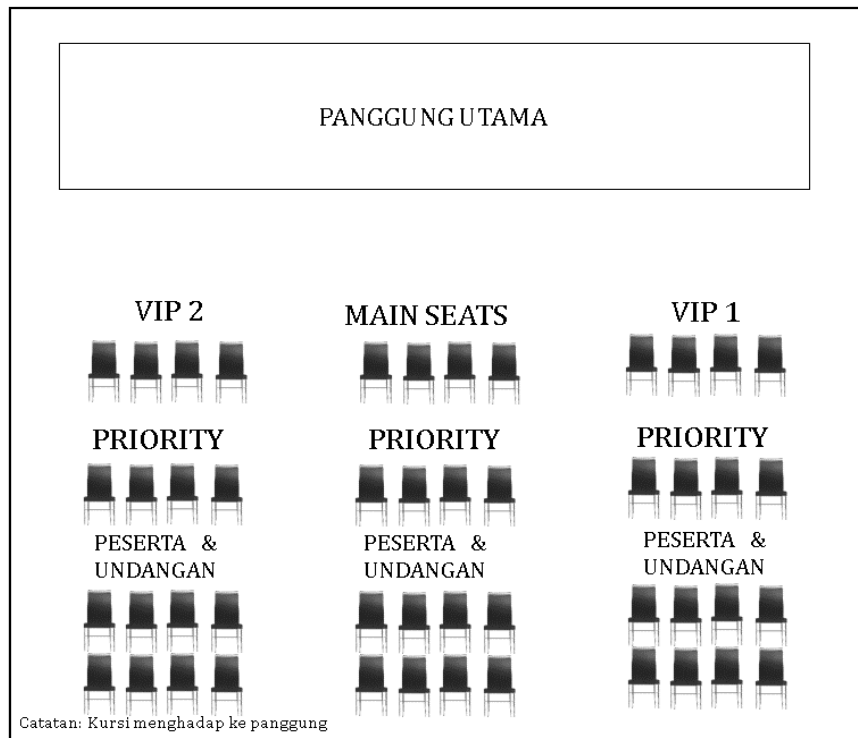 PANGGUNG UTAMA
VIP 2
MAIN SEATS
VIP 1
PRIORITY
PRIORITY
PRIORITY
PESERTA & 
UNDANGAN
PESERTA & 
UNDANGAN
PESERTA & 
UNDANGAN
Catatan: Kursi menghadap ke panggung